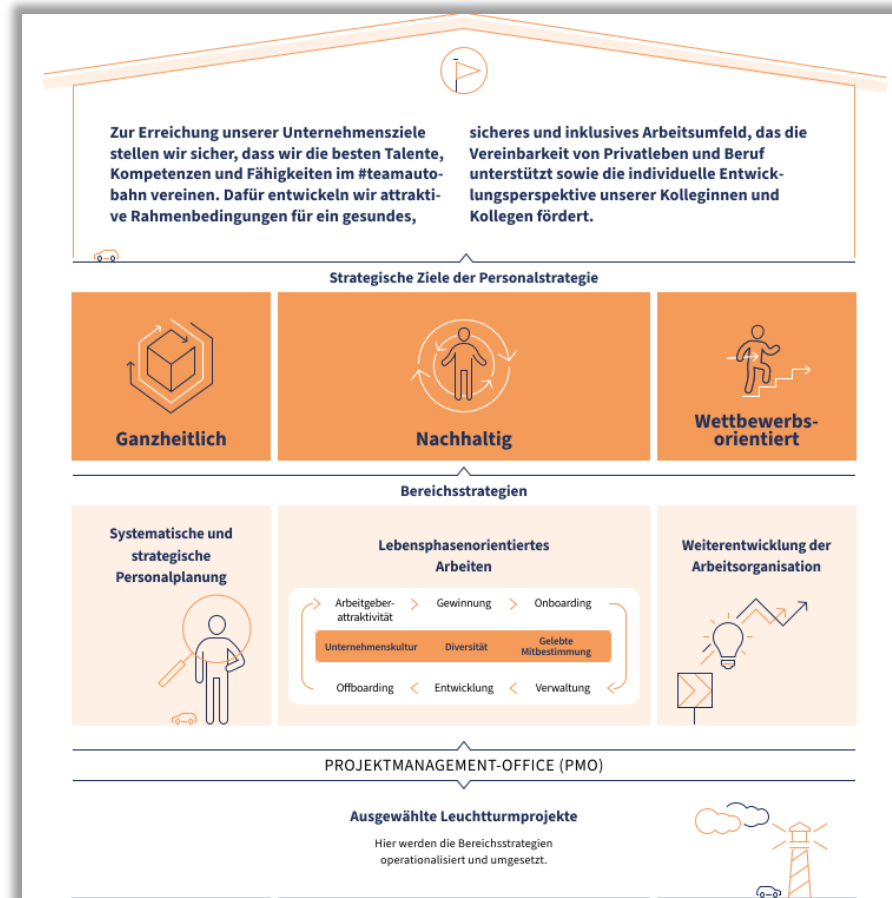 Zur Erreichung unserer Unternehmensziele
stellen wir sicher, dass wir die besten Talente,
Kompetenzen und Fähigkeiten im #teamauto-
bahn vereinen. Dafür entwickeln wir attrakti-
ve Rahmenbedingungen für ein gesundes,
sicheres und inklusives Arbeitsumfeld, das die
Vereinbarkeit von Privatleben und Beruf
unterstützt sowie die individuelle Entwick-
lungsperspektive unserer Kolleginnen und
Kollegen fördert.
Strategische Ziele der Personalstrategie
Ganzheitlich
Nachhaltig
Wettbewerbs-
orientiert
Bereichsstrategien
Systematische und
strategische
Personalplanung
Lebensphasenorientiertes
Arbeiten
Arbeitgeber-
attraktivität
Gewinnung
Onboarding
Unternehmenskultur
Diversität
Gelebte
Mitbestimmung
Offboarding
Entwicklung
Verwaltung
Weiterentwicklung der
Arbeitsorganisation
PROJEKTMANAGEMENT-OFFICE (PMO)
Ausgewählte Leuchtturmprojekte
Hier werden die Bereichsstrategien
operationalisiert und umgesetzt.